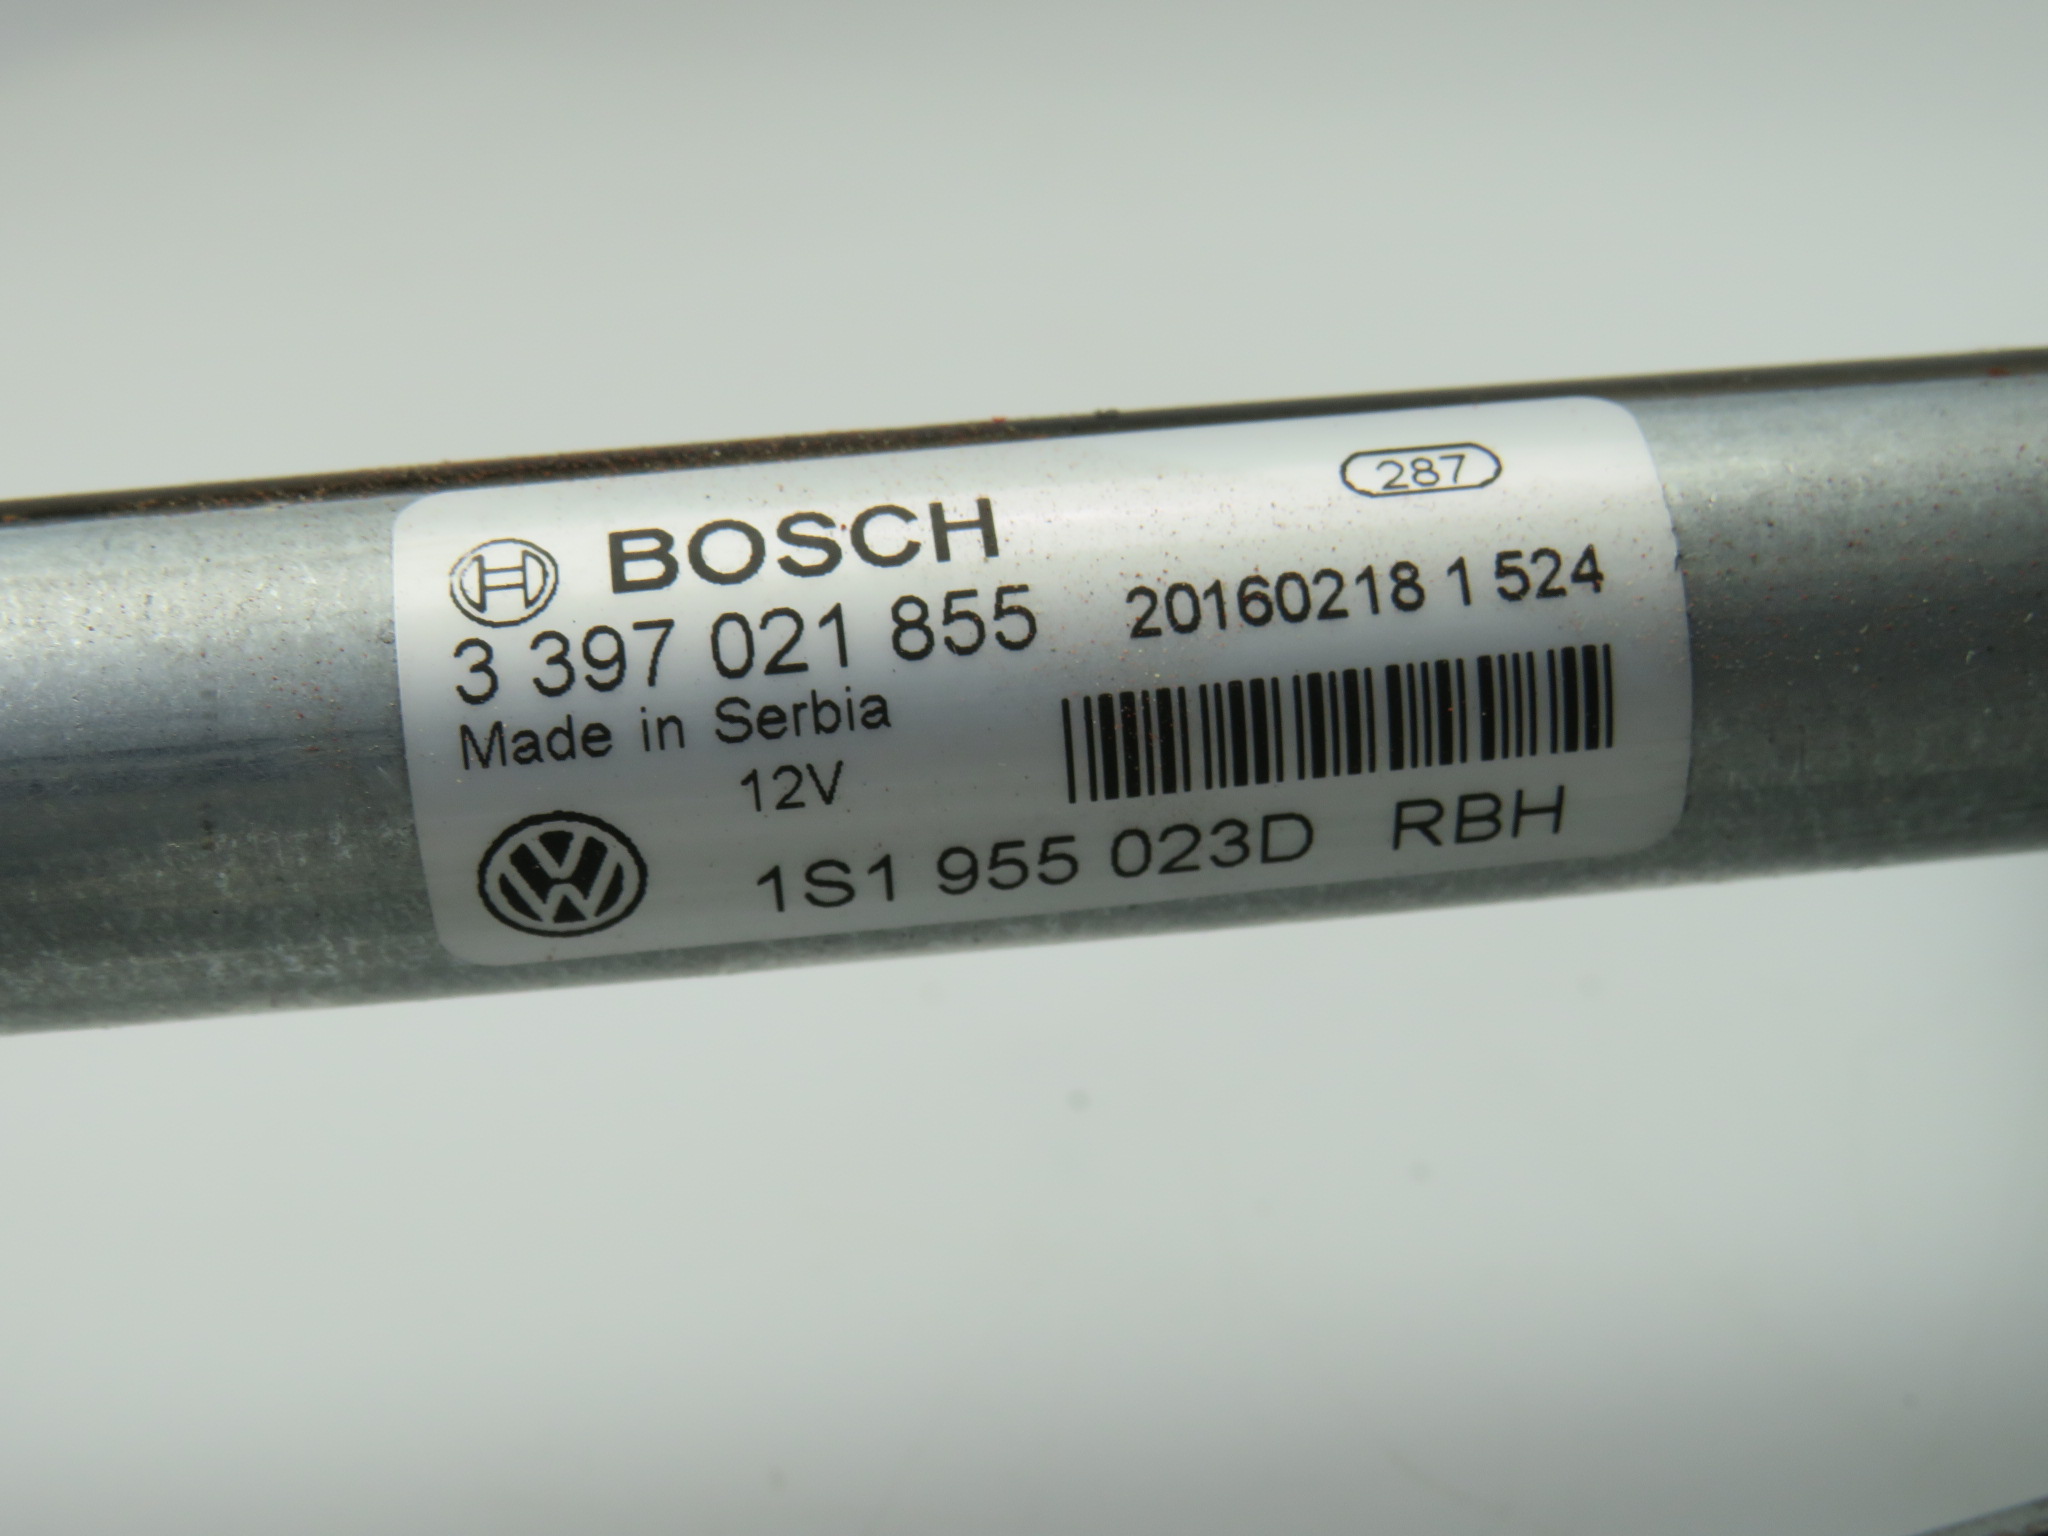 287
BOSCH
3 397 021 855 20160218 1 524
Made in Serbia
12V
1S1 955 023D RBH